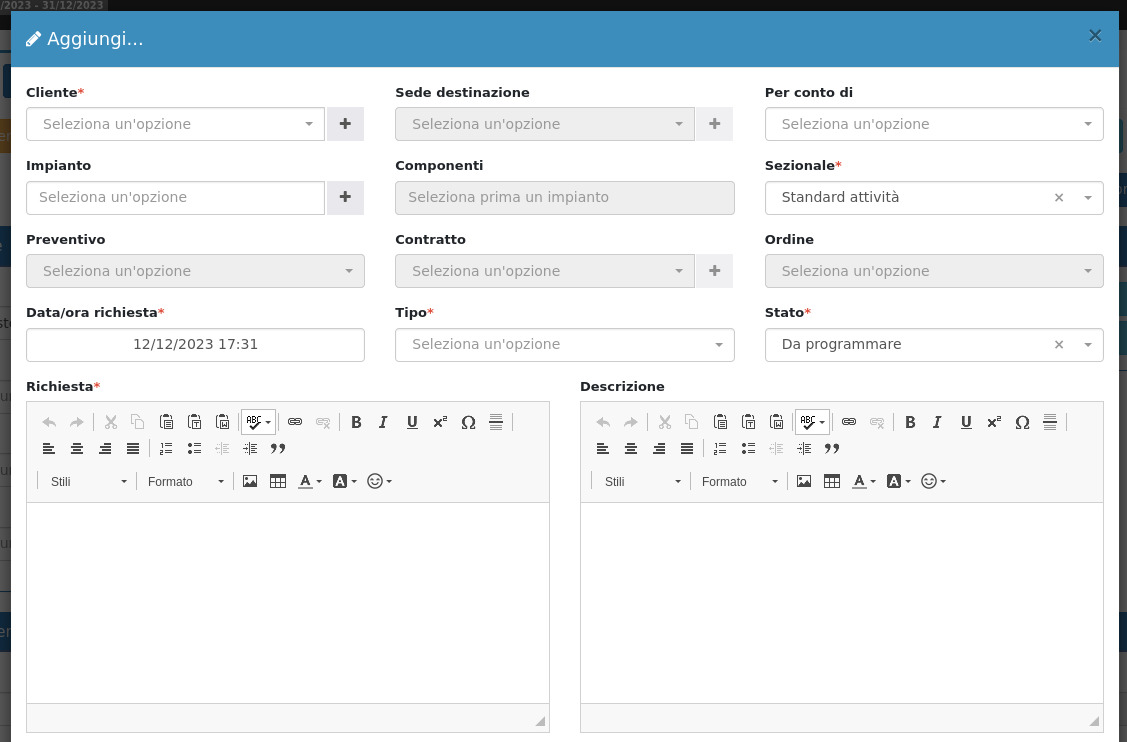 /2023 - 31/12/2023
Aggiungi...
×
Cliente* Sede destinazione Per conto di
Seleziona un'opzione Seleziona un'opzione Seleziona un'opzione
Impianto Componenti Sezionale*
Seleziona un'opzione Seleziona prima un impianto Standard attività ×
Preventivo Contratto Ordine
Seleziona un'opzione Seleziona un'opzione Seleziona un'opzione
Data/ora richiesta* Tipo* Stato*
12/12/2023 17:31 Seleziona un'opzione Da programmare ×
Richiesta* Descrizione
ABC B I U x² Ω ABC B I U x² Ω
Stili Formato A A Stili Formato A A